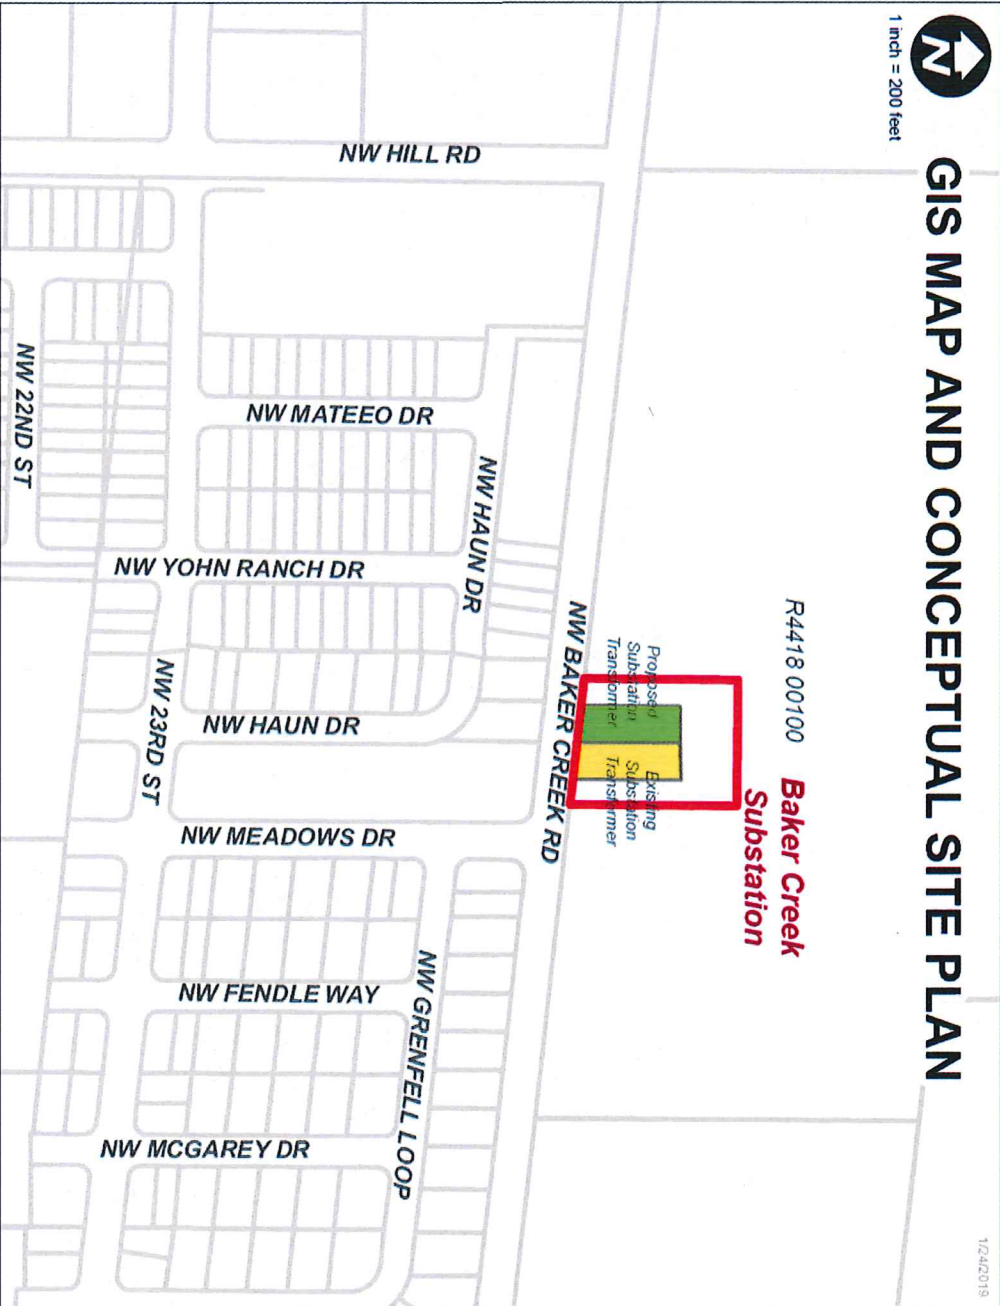 N
1 inch = 200 feet
GIS MAP AND CONCEPTUAL SITE PLAN
1/24/2019
R4418 00100
Baker Creek
Substation
Proposed
Substation
Transformer
Existing
Substation
Transformer
NW BAKER CREEK RD
NW HILL RD
NW MATEEO DR
NW HAUN DR
NW YOHN RANCH DR
NW HAUN DR
NW MEADOWS DR
NW GRENFELL LOOP
NW FENDLE WAY
NW MCGAREY DR
NW 23RD ST
NW 22ND ST